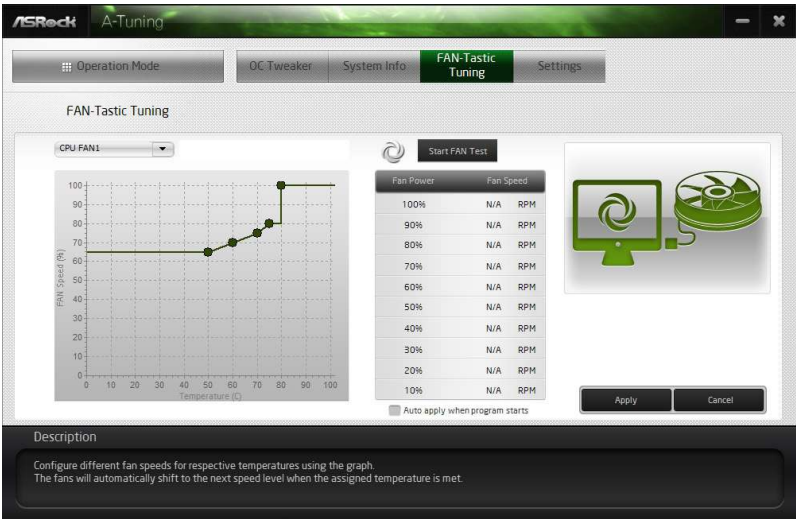 ASRock A-Tuning
Operation Mode OC Tweaker System Info FAN-Tastic Tuning Settings
FAN-Tastic Tuning
CPU FAN1
Start FAN Test
100
90
80
70
60
50
40
30
20
10
0
FAN Speed (%)
0 10 20 30 40 50 60 70 80 90 100
Temperature (C)
Fan Power Fan Speed
100% N/A RPM
90% N/A RPM
80% N/A RPM
70% N/A RPM
60% N/A RPM
50% N/A RPM
40% N/A RPM
30% N/A RPM
20% N/A RPM
10% N/A RPM
Auto apply when program starts
Apply Cancel
Description
Configure different fan speeds for respective temperatures using the graph.
The fans will automatically shift to the next speed level when the assigned temperature is met.